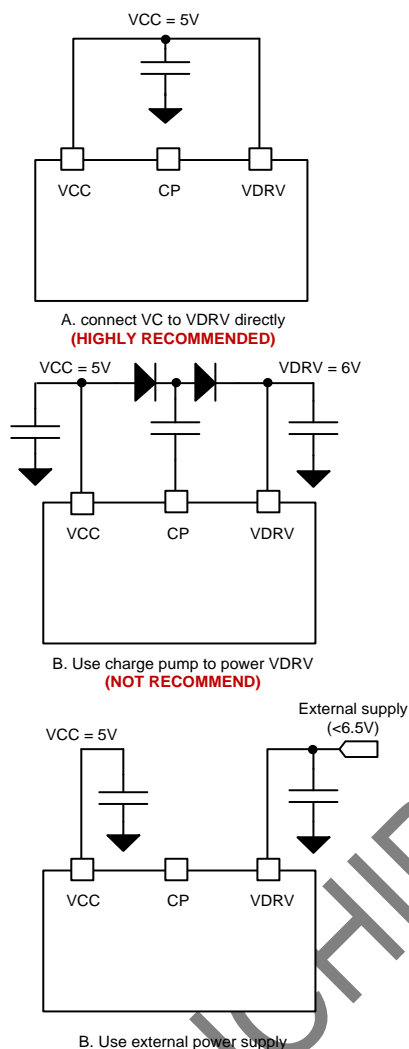 VCC = 5V
VCC CP VDRV
A. connect VC to VDRV directly
(HIGHLY RECOMMENDED)
VCC = 5V VDRV = 6V
VCC CP VDRV
B. Use charge pump to power VDRV
(NOT RECOMMEND)
External supply
(<6.5V)
VCC = 5V
VCC CP VDRV
B. Use external power supply